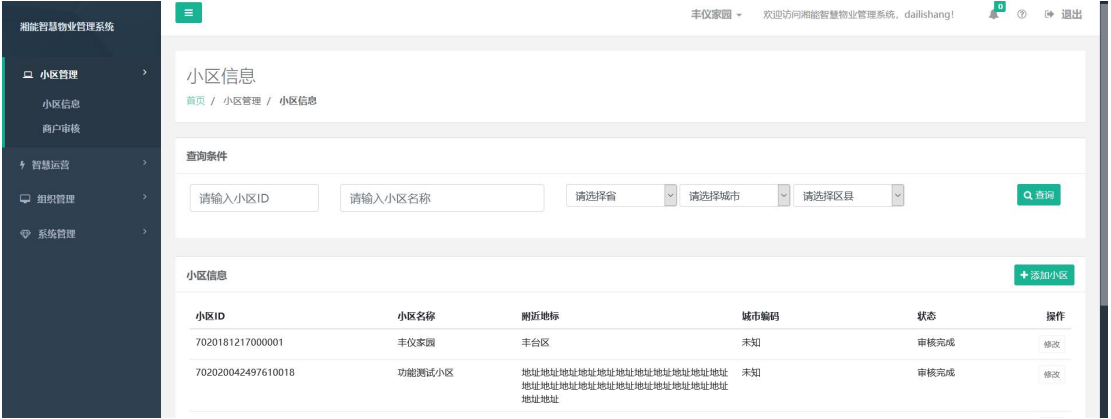 湘能智慧物业管理系统
丰仪家园
欢迎访问湘能智慧物业管理系统，dailishang!
0
退出
小区管理
小区信息
商户审核
智慧运营
组织管理
系统管理
小区信息
首页 / 小区管理 / 小区信息
查询条件
请输入小区ID
请输入小区名称
请选择省
请选择城市
请选择区县
查询
小区信息
添加小区
小区ID 小区名称 附近地标 城市编码 状态 操作
7020181217000001 丰仪家园 丰台区 未知 审核完成 修改
702020042497610018 功能测试小区 地址地址地址地址地址地址地址地址地址地址 未知 审核完成 修改
地址地址地址地址地址地址地址地址地址地址
地址地址